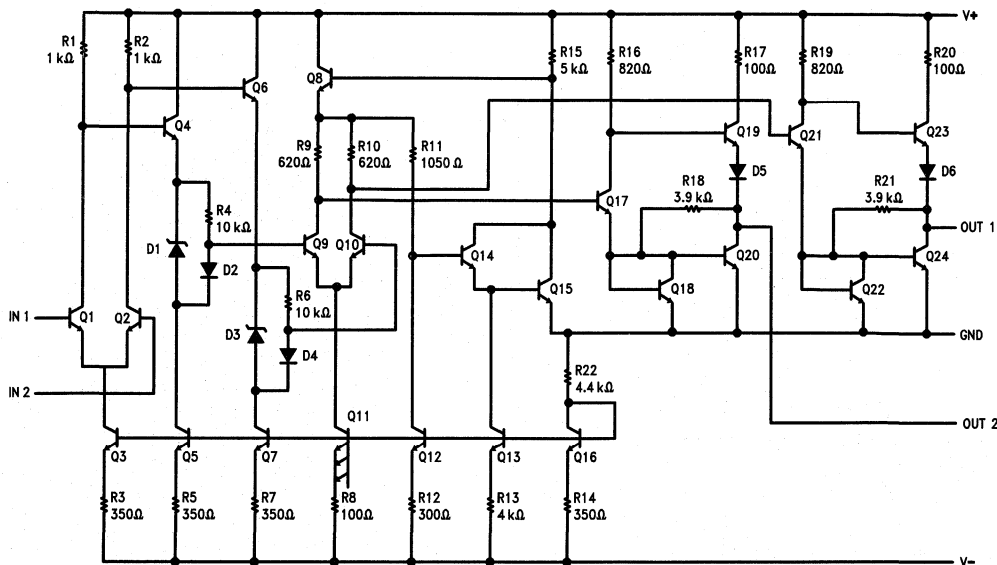 V+
R1
1 kΩ
R2
1 kΩ
Q6
Q8
R15
5 kΩ
R16
820Ω
R17
100Ω
R19
820Ω
R20
100Ω
Q4
R9
620Ω
R10
620Ω
R11
1050 Ω
Q19
Q21
Q23
D5
D6
R4
10 kΩ
Q17
R18
3.9 kΩ
R21
3.9 kΩ
D1
D2
Q9
Q10
Q14
Q20
OUT 1
Q24
R6
10 kΩ
Q15
Q18
Q22
IN 1
Q1
Q2
D3
D4
GND
IN 2
R22
4.4 kΩ
Q11
OUT 2
Q3
Q5
Q7
Q12
Q13
Q16
R3
350Ω
R5
350Ω
R7
350Ω
R8
100Ω
R12
300Ω
R13
4 kΩ
R14
350Ω
V−